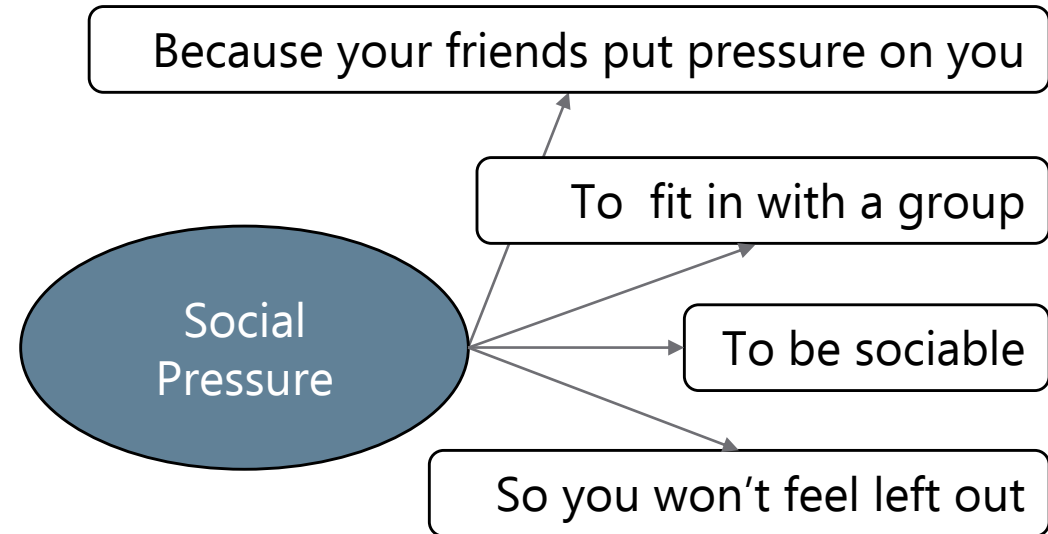 Because your friends put pressure on you
To  fit in with a group
Social
Pressure
To be sociable
So you won’t feel left out